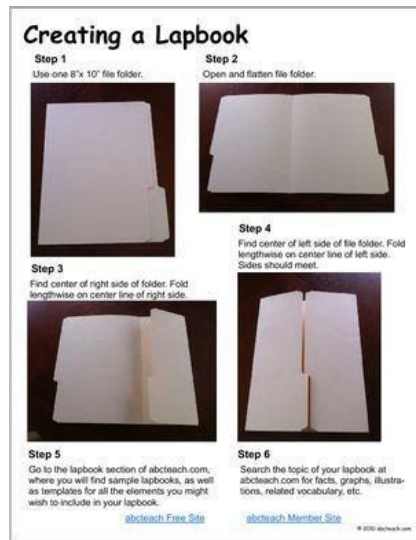 Creating a Lapbook
Step 1
Use one 8"x 10" file folder.
Step 2
Open and flatten file folder.
Step 3
Find center of right side of folder. Fold
lengthwise on center line of right side.
Step 4
Find center of left side of file folder. Fold
lengthwise on center line of left side.
Sides should meet.
Step 5
Go to the lapbook section of abcteach.com,
where you will find sample lapbooks, as well
as templates for all the elements you might
wish to include in your lapbook.
abcteach Free Site
Step 6
Search the topic of your lapbook at
abcteach.com for facts, graphs, illustra-
tions, related vocabulary, etc.
abcteach Member Site